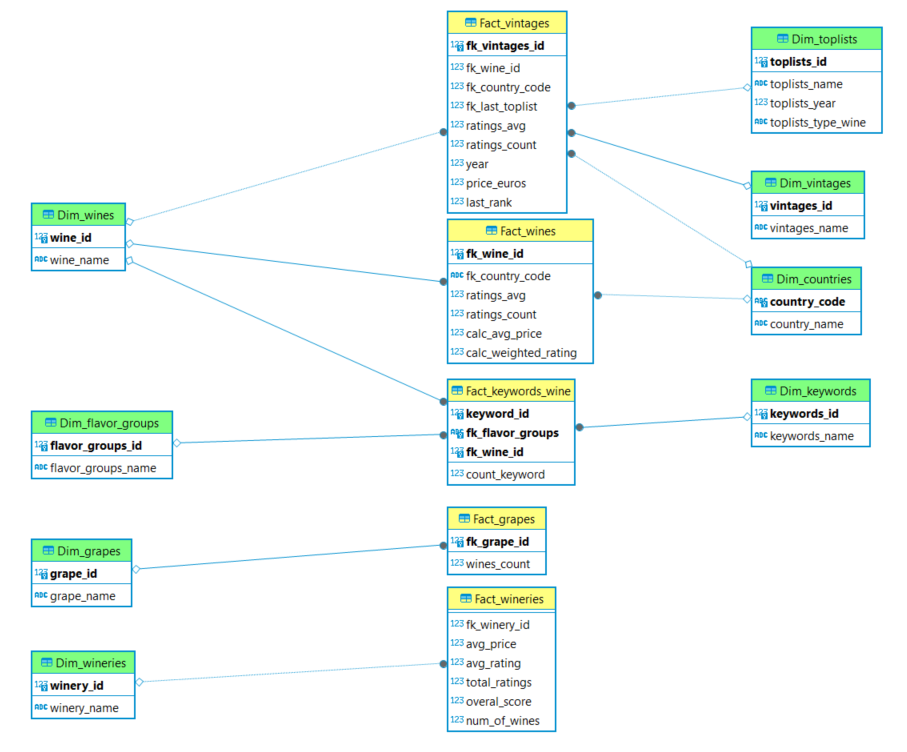 Fact_vintages
123 fk_vintages_id
123 fk_wine_id
123 fk_country_code
123 fk_last_toplist
123 ratings_avg
123 ratings_count
123 year
123 price_euros
123 last_rank
Dim_toplists
123 toplists_id
ABC toplists_name
123 toplists_year
ABC toplists_type_wine
Dim_vintages
123 vintages_id
ABC vintages_name
Dim_wines
123 wine_id
ABC wine_name
Fact_wines
123 fk_wine_id
ABC fk_country_code
123 ratings_avg
123 ratings_count
123 calc_avg_price
123 calc_weighted_rating
Dim_countries
ABC country_code
ABC country_name
Fact_keywords_wine
123 keyword_id
ABC fk_flavor_groups
123 fk_wine_id
123 count_keyword
Dim_keywords
123 keywords_id
ABC keywords_name
Dim_flavor_groups
123 flavor_groups_id
ABC flavor_groups_name
Fact_grapes
123 fk_grape_id
123 wines_count
Dim_grapes
123 grape_id
ABC grape_name
Fact_wineries
123 fk_winery_id
123 avg_price
123 avg_rating
123 total_ratings
123 overal_score
123 num_of_wines
Dim_wineries
123 winery_id
ABC winery_name